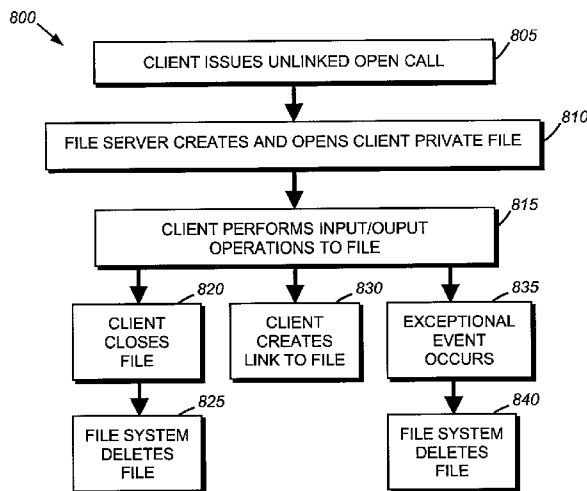 800
CLIENT ISSUES UNLINKED OPEN CALL
805
FILE SERVER CREATES AND OPENS CLIENT PRIVATE FILE
810
CLIENT PERFORMS INPUT/OUPUT
OPERATIONS TO FILE
815
820
CLIENT
CLOSES
FILE
830
CLIENT
CREATES
LINK TO FILE
835
EXCEPTIONAL
EVENT
OCCURS
825
FILE SYSTEM
DELETES
FILE
840
FILE SYSTEM
DELETES
FILE